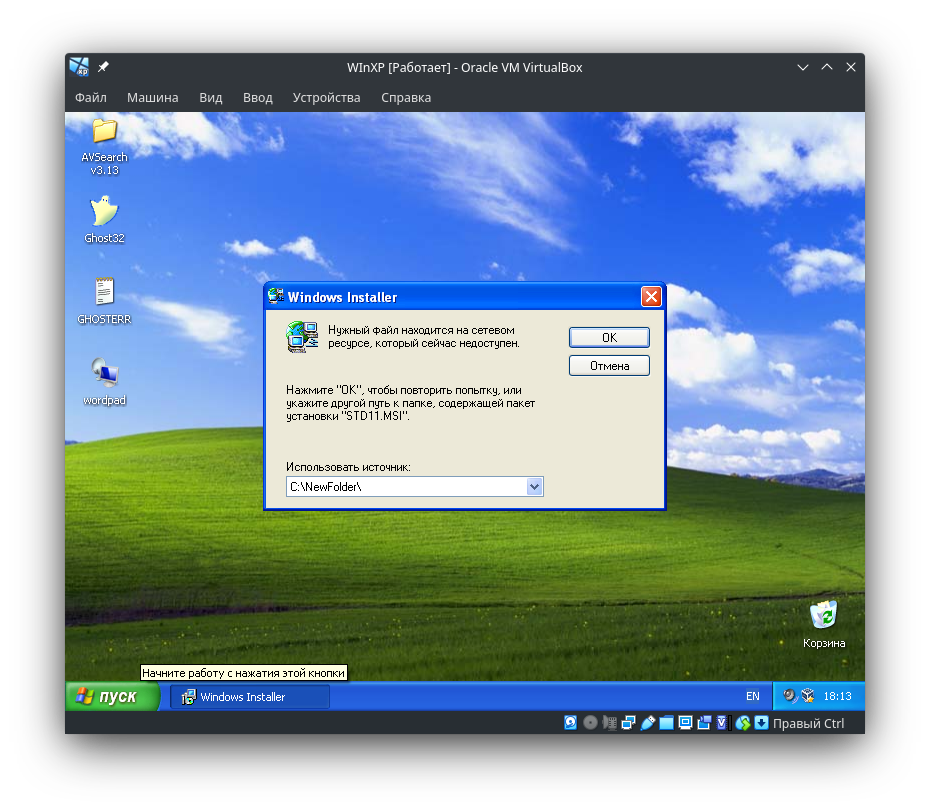 WInXP [Работает] - Oracle VM VirtualBox
Файл Машина Вид Ввод Устройства Справка
AVSearch
v3.13
Ghost32
GHOSTERR
wordpad
Windows Installer
Нужный файл находится на сетевом
ресурсе, который сейчас недоступен.
OK
Отмена
Нажмите "OK", чтобы повторить попытку, или
укажите другой путь к папке, содержащей пакет
установки "STD11.MSI".
Использовать источник:
C:\NewFolder\
Корзина
Начните работу с нажатия этой кнопки
пуск
Windows Installer
EN
18:13
Правый Ctrl